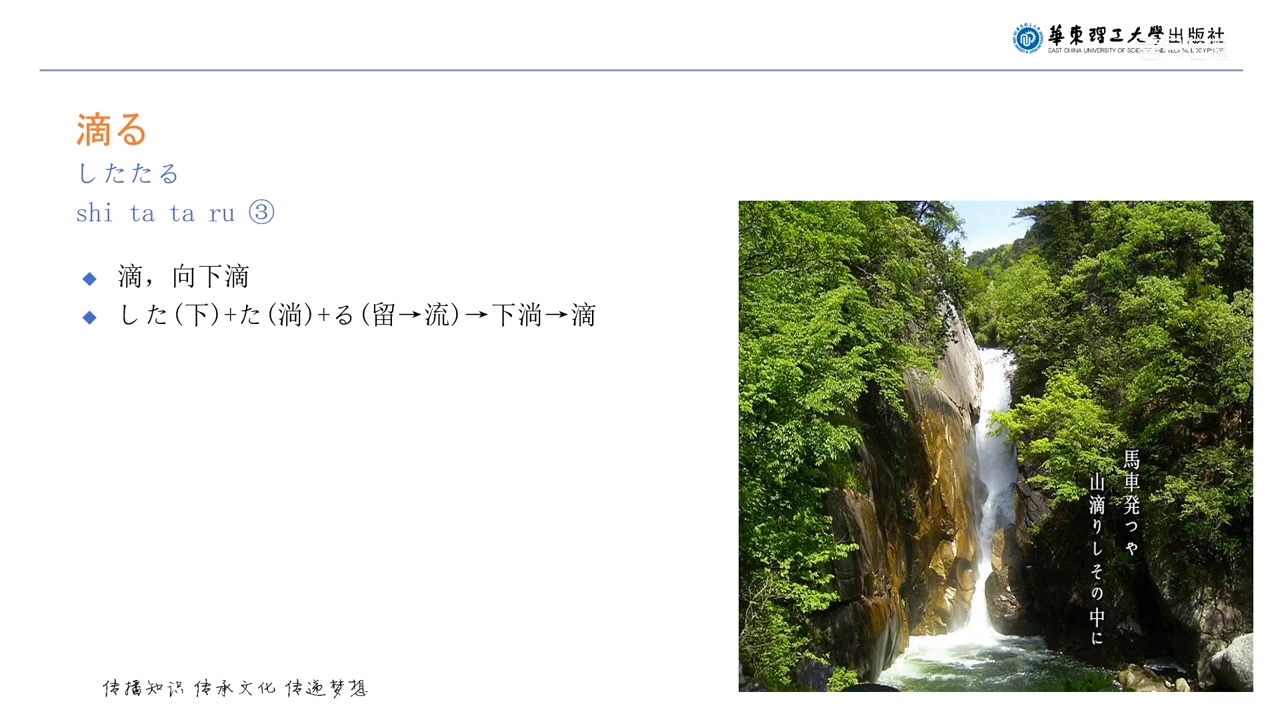 華東理工大學出版社
滴る
したたる
shi ta ta ru ③
◆ 滴，向下滴
◆ した(下)+た(淌)+る(留→流)→下淌→滴
馬車発つや
山滴りしその中に
传播知识 传承文化 传递梦想